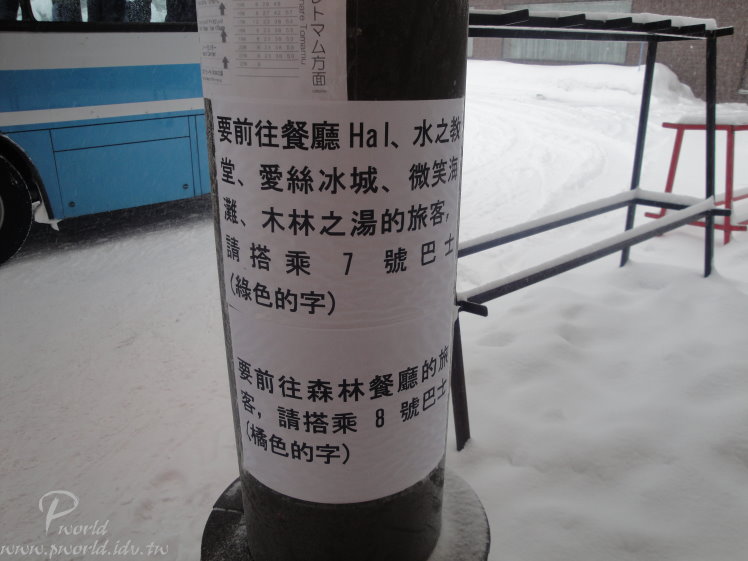 トマム方面
要前往餐廳Hal、水之教
堂、愛絲冰城、微笑海
灘、木林之湯的旅客，
請搭乘7號巴士
(綠色的字)
要前往森林餐廳的旅
客，請搭乘8號巴士
(橘色的字)
Pworld
www.pworld.idv.tw